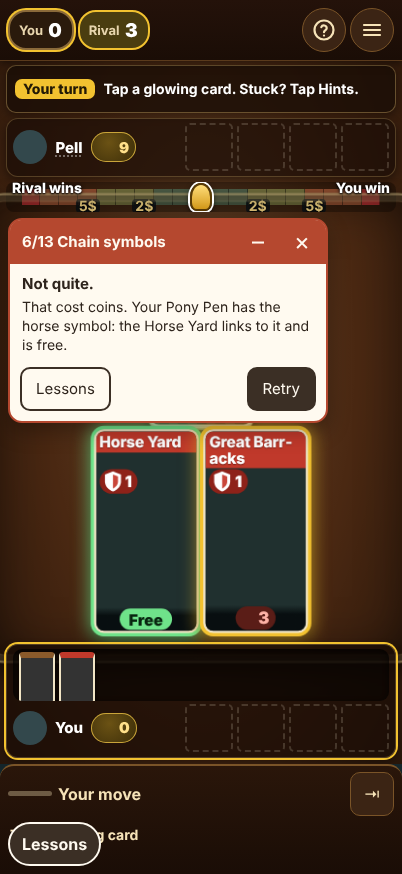 You 0
Rival 3
Your turn Tap a glowing card. Stuck? Tap Hints.
Pell 9
Rival wins
You win
5$ 2$ 2$ 5$
6/13 Chain symbols
Not quite.
That cost coins. Your Pony Pen has the
horse symbol: the Horse Yard links to it and
is free.
Lessons
Retry
Horse Yard
1
Free
Great Barr-
acks
1
3
You 0
Your move
card
Lessons